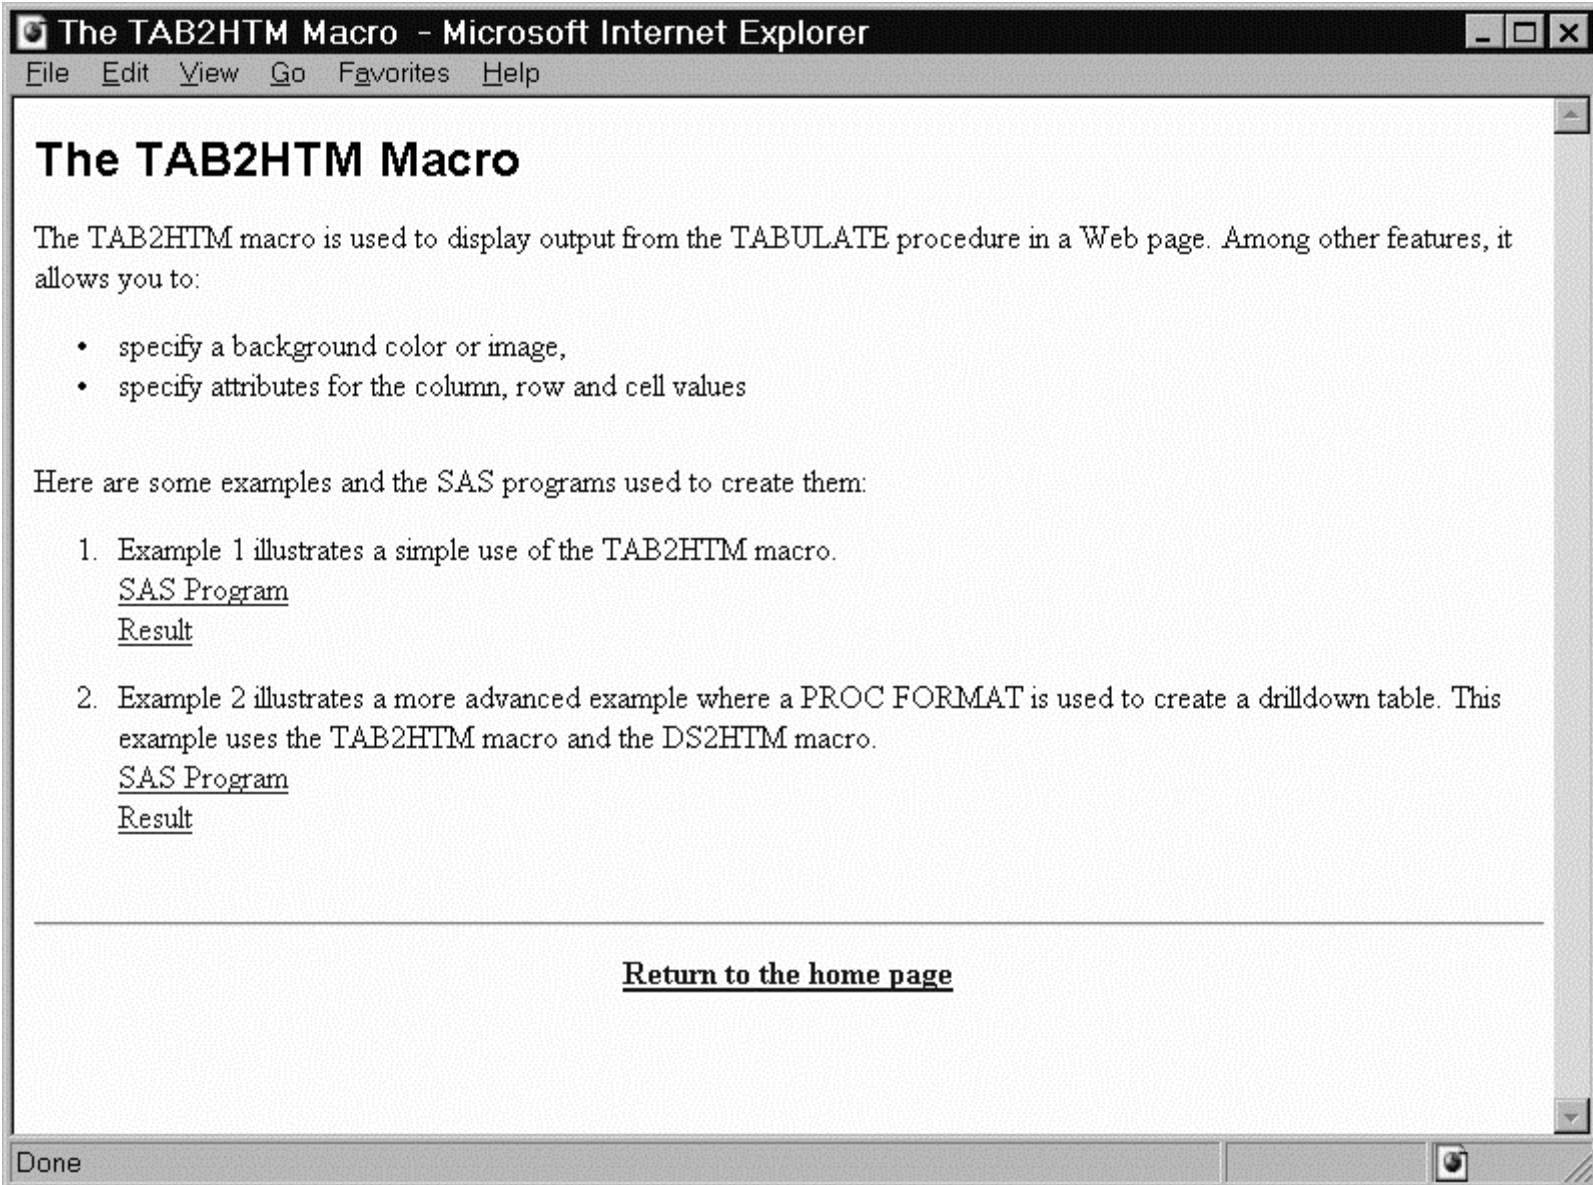 The TAB2HTM Macro - Microsoft Internet Explorer
File Edit View Go Favorites Help
The TAB2HTM Macro
The TAB2HTM macro is used to display output from the TABULATE procedure in a Web page. Among other features, it
allows you to:
• specify a background color or image,
• specify attributes for the column, row and cell values
Here are some examples and the SAS programs used to create them:
1. Example 1 illustrates a simple use of the TAB2HTM macro.
SAS Program
Result
2. Example 2 illustrates a more advanced example where a PROC FORMAT is used to create a drilldown table. This
example uses the TAB2HTM macro and the DS2HTM macro.
SAS Program
Result
Return to the home page
Done